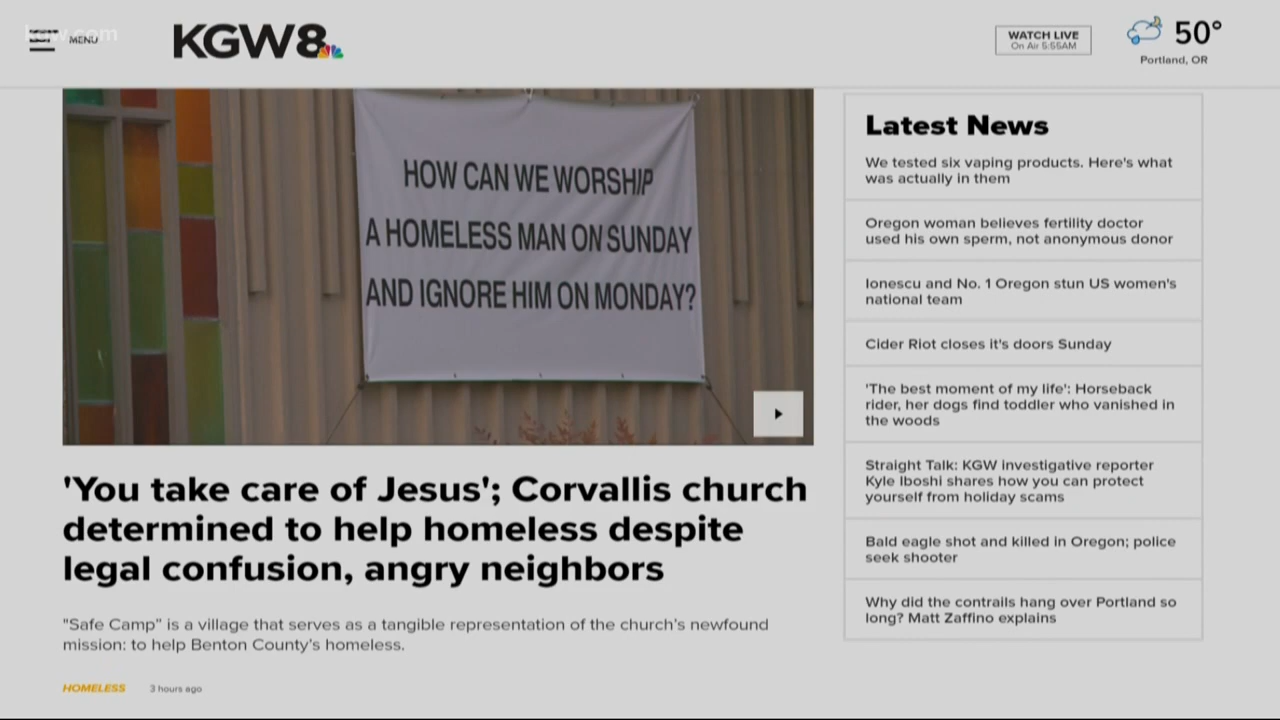 kgw.com
MENU
KGW8
WATCH LIVE
On Air 5:55AM
50°
Portland, OR
HOW CAN WE WORSHIP
A HOMELESS MAN ON SUNDAY
AND IGNORE HIM ON MONDAY?
'You take care of Jesus'; Corvallis church
determined to help homeless despite
legal confusion, angry neighbors
"Safe Camp" is a village that serves as a tangible representation of the church's newfound
mission: to help Benton County's homeless.
HOMELESS 3 hours ago
Latest News
We tested six vaping products. Here's what
was actually in them
Oregon woman believes fertility doctor
used his own sperm, not anonymous donor
Ionescu and No. 1 Oregon stun US women's
national team
Cider Riot closes it's doors Sunday
'The best moment of my life': Horseback
rider, her dogs find toddler who vanished in
the woods
Straight Talk: KGW investigative reporter
Kyle Iboshi shares how you can protect
yourself from holiday scams
Bald eagle shot and killed in Oregon; police
seek shooter
Why did the contrails hang over Portland so
long? Matt Zaffino explains